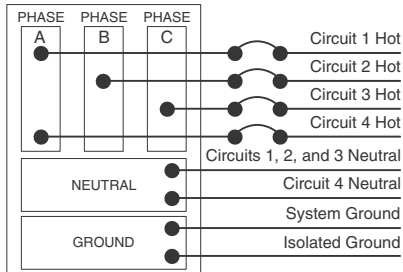 PHASE PHASE PHASE
A B C
Circuit 1 Hot
Circuit 2 Hot
Circuit 3 Hot
Circuit 4 Hot
Circuits 1, 2, and 3 Neutral
NEUTRAL
Circuit 4 Neutral
System Ground
GROUND
Isolated Ground